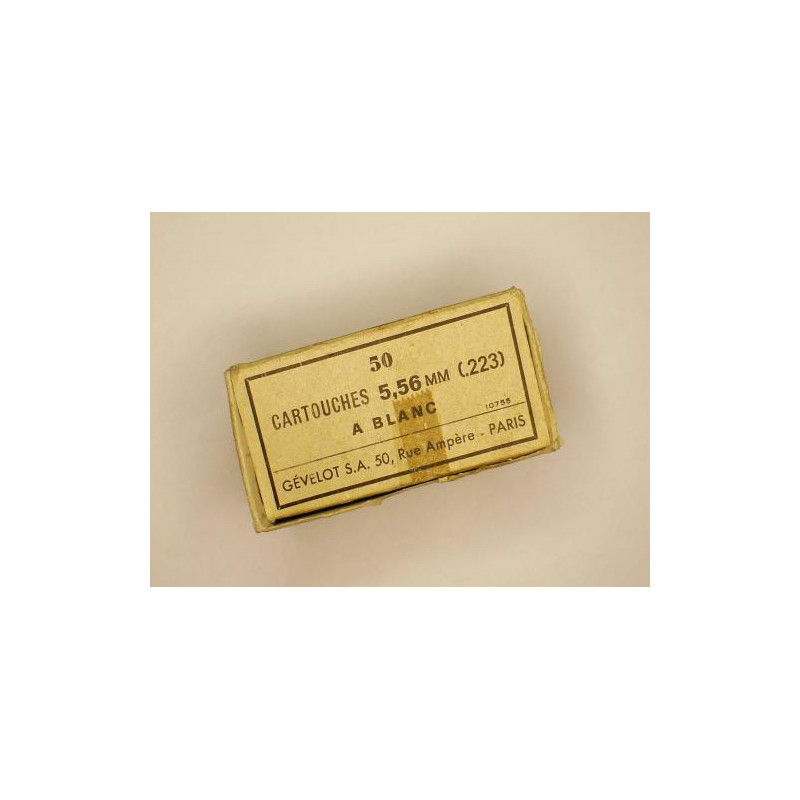 50
CARTOUCHES 5,56 MM (.223)
A BLANC
10755
GÉVELOT S.A. 50, Rue Ampère - PARIS